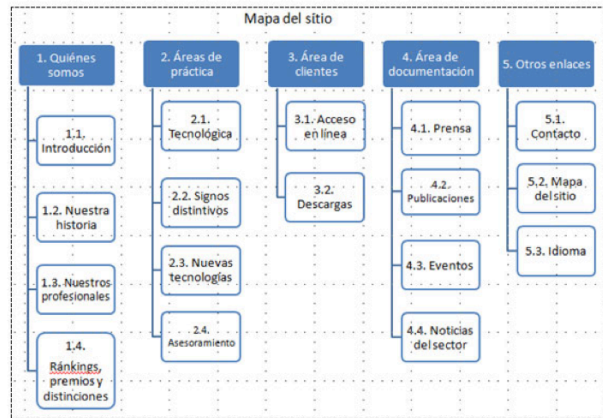 Mapa del sitio
1. Quiénes
somos
1.1.
Introducción
1.2. Nuestra
historia
1.3. Nuestros
profesionales
1.4.
Ránkings,
premios y
distinciones
2. Áreas de
práctica
2.1.
Tecnológica
2.2. Signos
distintivos
2.3. Nuevas
tecnologías
2.4.
Asesoramiento
3. Área de
clientes
3.1. Acceso
en línea
3.2.
Descargas
4. Área de
documentación
4.1. Prensa
4.2.
Publicaciones
4.3. Eventos
4.4. Noticias
del sector
5. Otros enlaces
5.1.
Contacto
5.2. Mapa
del sitio
5.3. Idioma